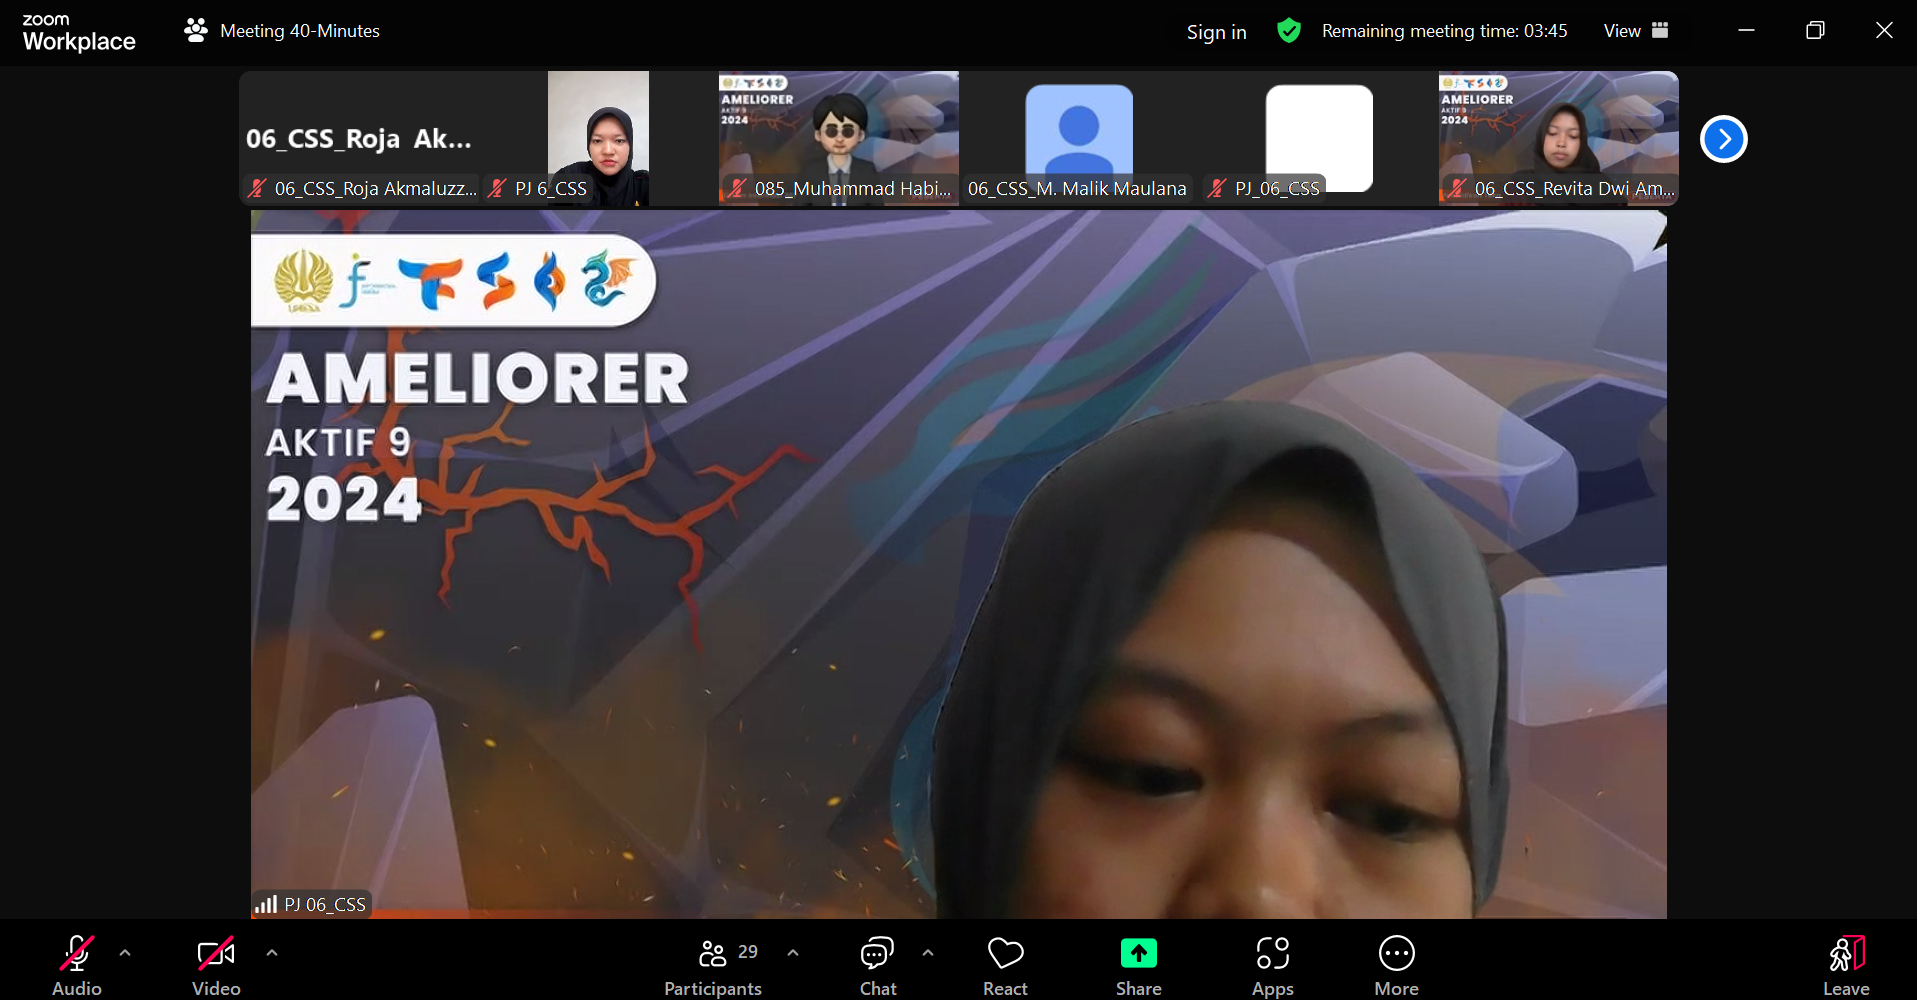 zoom
Workplace
Meeting 40-Minutes
Sign in
Remaining meeting time: 03:45
View
06_CSS_Roja Ak...
06_CSS_Roja Akmaluzz...
PJ 6_CSS
AMELIORER
AKTIF 9
2024
085_Muhammad Habi...
06_CSS_M. Malik Maulana
PJ_06_CSS
AMELIORER
AKTIF 9
2024
06_CSS_Revita Dwi Am...
AMELIORER
AKTIF 9
2024
PJ 06_CSS
Audio
Video
29
Participants
Chat
React
Share
Apps
More
Leave